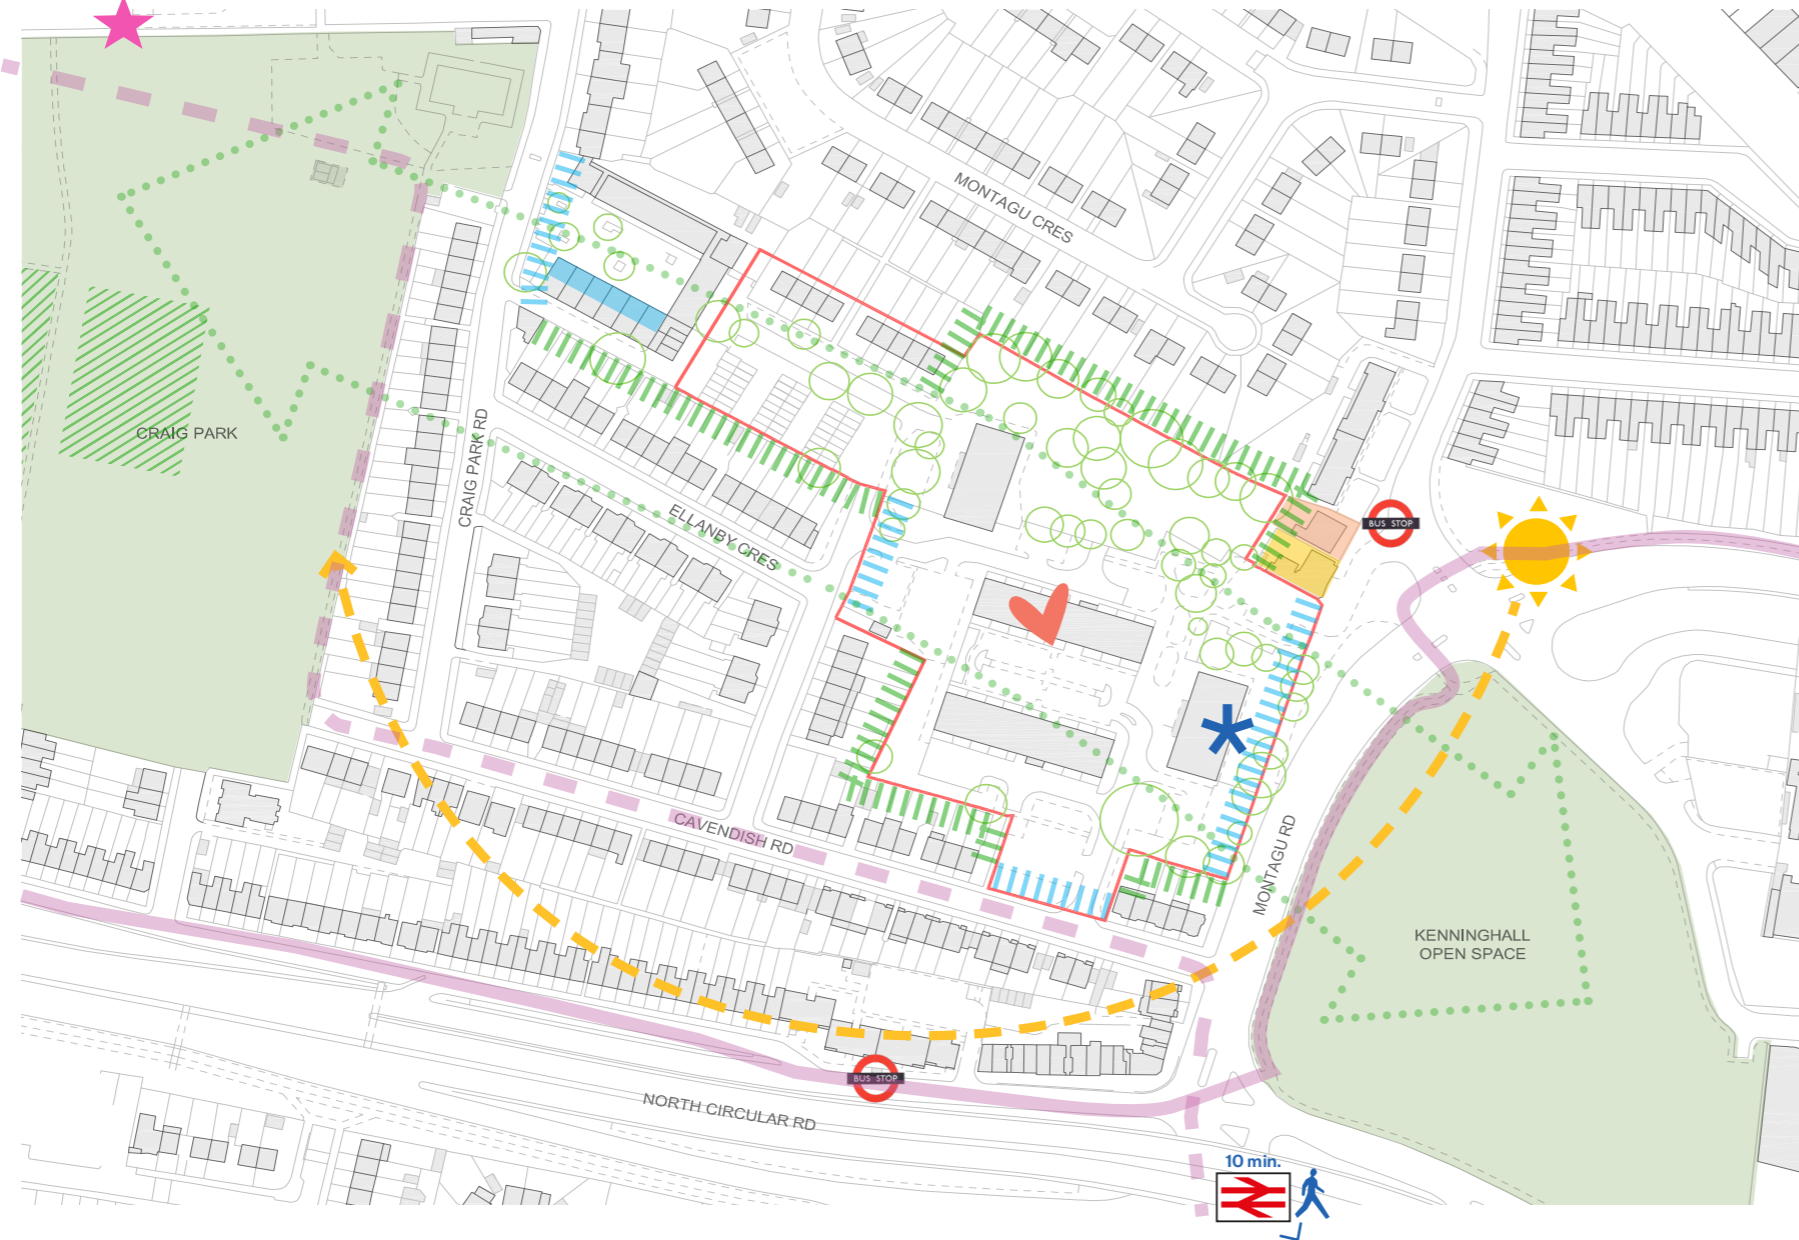 MONTAGU CRES
CRAIG PARK
CRAIG PARK RD
ELLANBY CRES
BUS STOP
CAVENDISH RD
MONTAGU RD
KENNINGHALL
OPEN SPACE
BUS STOP
NORTH CIRCULAR RD
10 min.